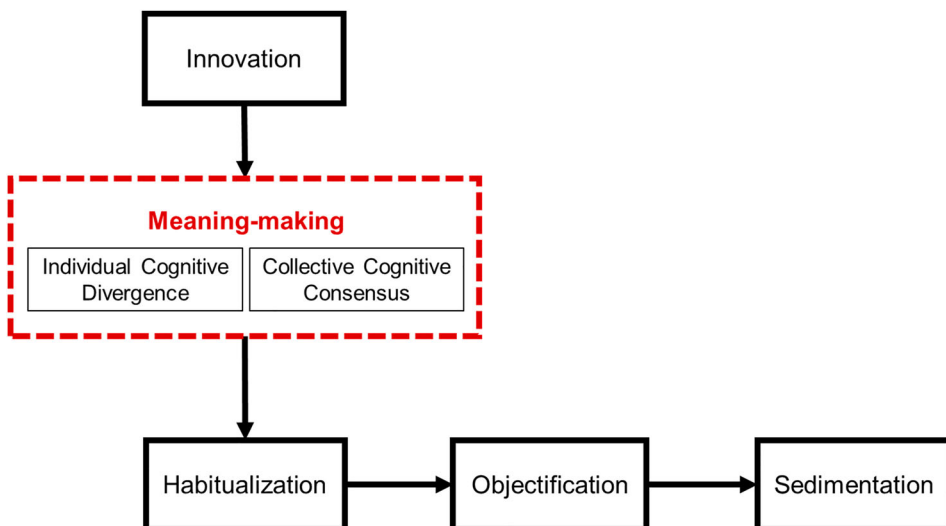 Innovation
Meaning-making
Individual Cognitive
Divergence
Collective Cognitive
Consensus
Habitualization
Objectification
Sedimentation